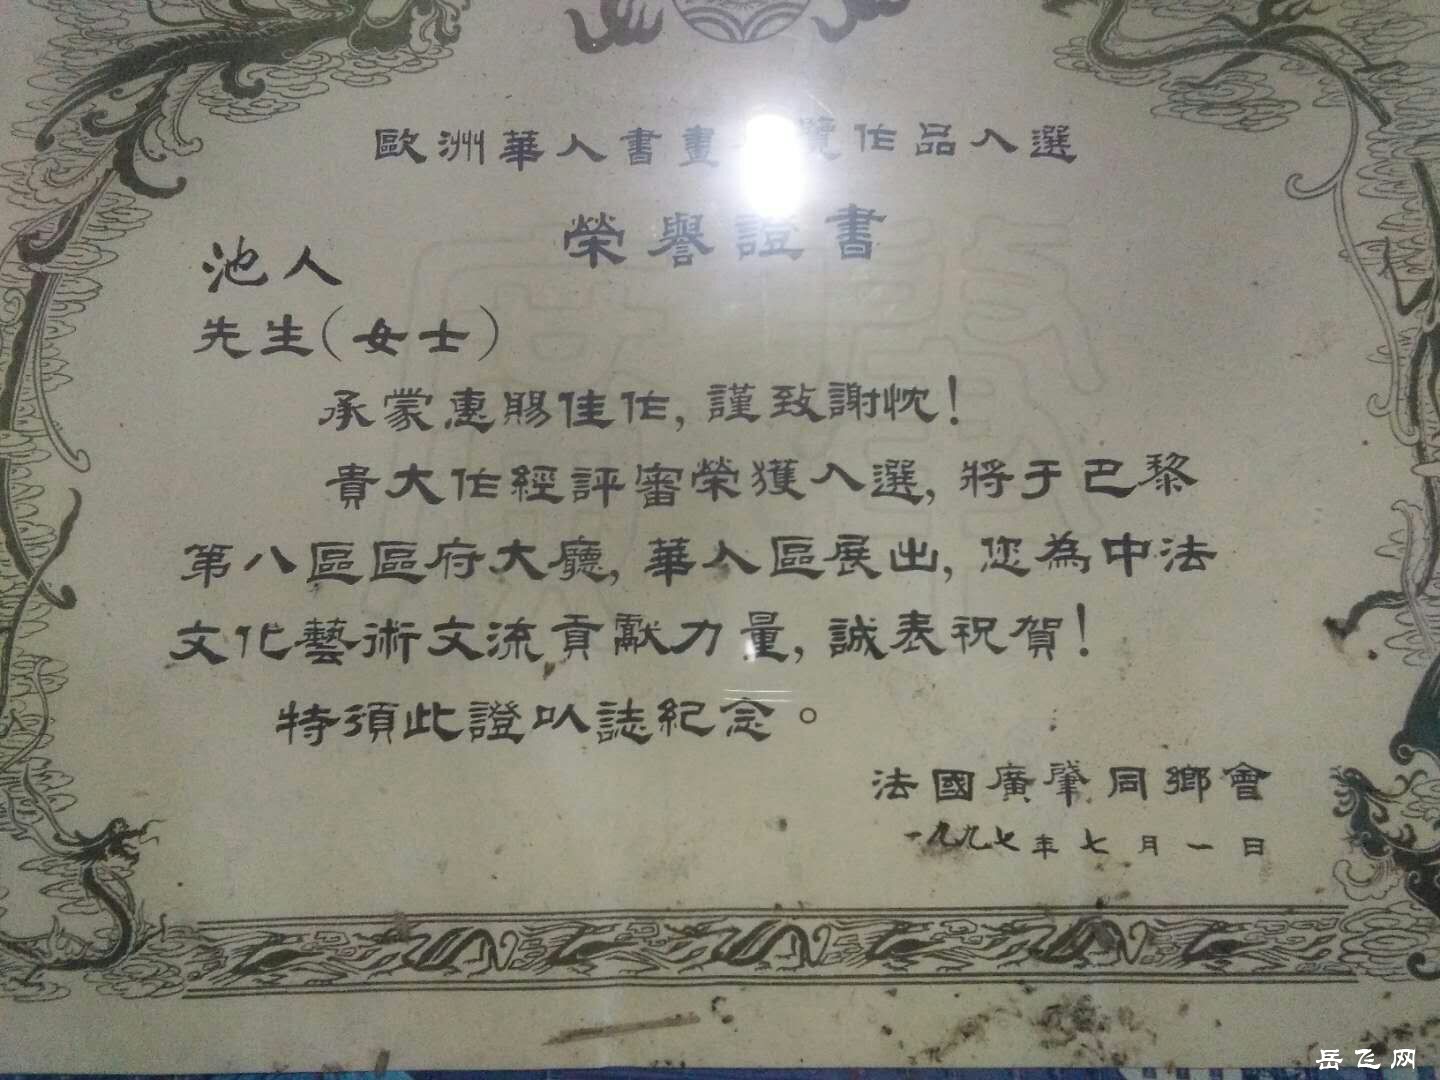 歐洲華人書畫 覽作品入選
榮譽證書
池人
先生(女士)
承蒙惠賜佳作,謹致謝忱!
貴大作經評審榮獲入選,將于巴黎
第八區區府大廳,華人區展出,您為中法
文化藝術交流貢獻力量,誠表祝賀!
特須此證以誌紀念。
法國廣肇同鄉會
一九九七年七月一日
岳飞网